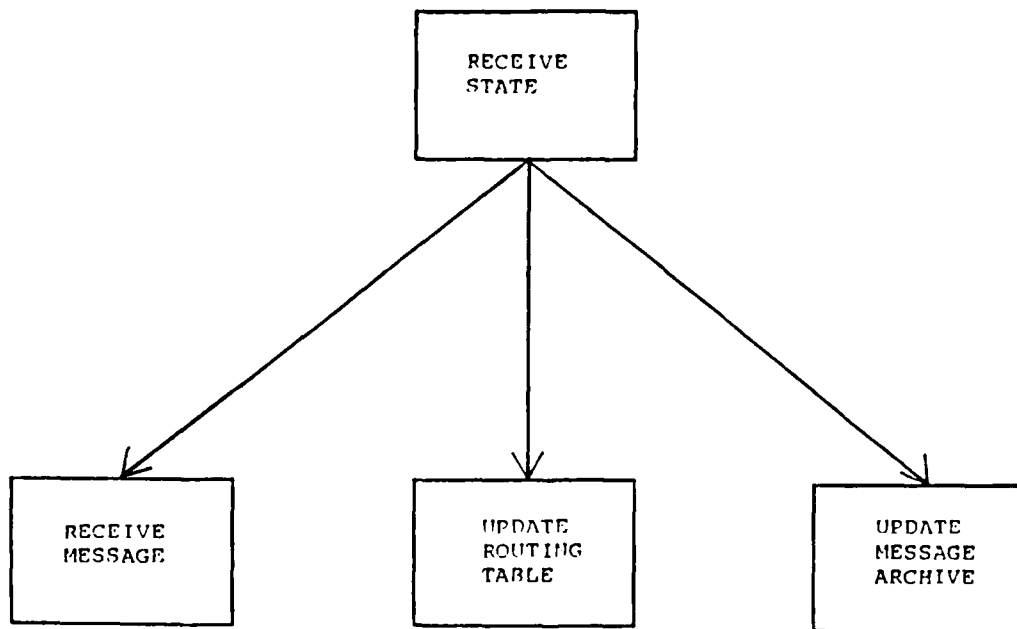 RECEIVE
STATE
RECEIVE
MESSAGE
UPDATE
ROUTING
TABLE
UPDATE
MESSAGE
ARCHIVE